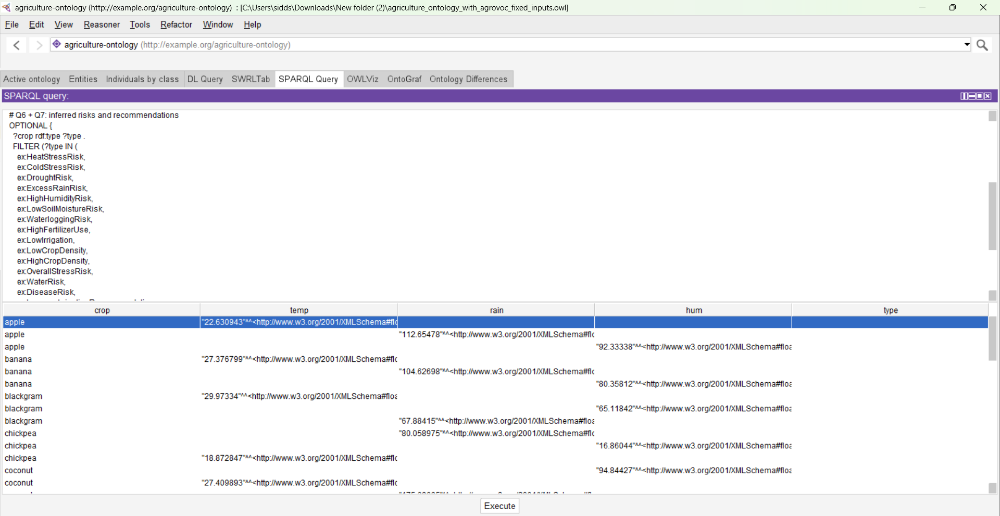 agriculture-ontology (http://example.org/agriculture-ontology) : [C:\Users\sidds\Downloads\New folder (2)\agriculture_ontology_with_agrovoc_fixed_inputs.owl]
File Edit View Reasoner Tools Refactor Window Help
agriculture-ontology (http://example.org/agriculture-ontology)
Active ontology Entities Individuals by class DL Query SWRLTab SPARQL Query OWLViz OntoGraf Ontology Differences
SPARQL query:
# Q6 + Q7: inferred risks and recommendations
OPTIONAL {
?crop rdf:type ?type .
FILTER (?type IN (
ex:HeatStressRisk,
ex:ColdStressRisk,
ex:DroughtRisk,
ex:ExcessRainRisk,
ex:HighHumidityRisk,
ex:LowSoilMoistureRisk,
ex:WaterloggingRisk,
ex:HighFertilizerUse,
ex:LowIrrigation,
ex:LowCropDensity,
ex:HighCropDensity,
ex:OverallStressRisk,
ex:WaterRisk,
ex:DiseaseRisk,
crop temp rain hum type
apple "22.630943"^^<http://www.w3.org/2001/XMLSchema#flo
apple "112.65478"^^<http://www.w3.org/2001/XMLSchema#flo
apple "92.33338"^^<http://www.w3.org/2001/XMLSchema#floa
banana "27.376799"^^<http://www.w3.org/2001/XMLSchema#flo
banana "104.62698"^^<http://www.w3.org/2001/XMLSchema#flo
banana "80.35812"^^<http://www.w3.org/2001/XMLSchema#floa
blackgram "29.97334"^^<http://www.w3.org/2001/XMLSchema#floa
blackgram "65.11842"^^<http://www.w3.org/2001/XMLSchema#floa
blackgram "67.88415"^^<http://www.w3.org/2001/XMLSchema#floa
chickpea "80.058975"^^<http://www.w3.org/2001/XMLSchema#flo
chickpea "16.86044"^^<http://www.w3.org/2001/XMLSchema#floa
chickpea "18.872847"^^<http://www.w3.org/2001/XMLSchema#flo
coconut "94.84427"^^<http://www.w3.org/2001/XMLSchema#floa
coconut "27.409893"^^<http://www.w3.org/2001/XMLSchema#flo
Execute